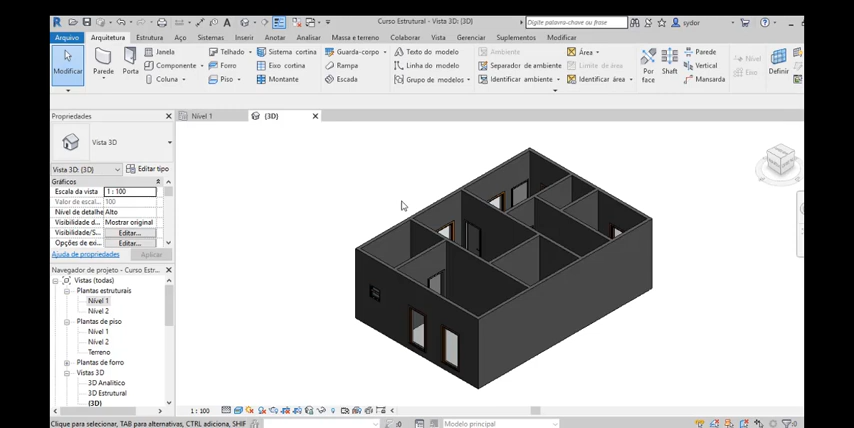 Curso Estrutural - Vista 3D: {3D}
Digite palavra-chave ou frase
sydor
Arquivo Arquitetura Estrutura Aço Sistemas Inserir Anotar Analisar Massa e terreno Colaborar Vista Gerenciar Suplementos Modificar
Modificar
Parede
Porta
Janela
Componente
Coluna
Telhado
Forro
Piso
Sistema cortina
Eixo cortina
Montante
Guarda-corpo
Rampa
Escada
Texto do modelo
Linha do modelo
Grupo de modelos
Ambiente
Separador de ambiente
Identificar ambiente
Área
Limite de área
Identificar área
Por face
Shaft
Parede
Vertical
Mancarda
Nível
Eixo
Definir
Propriedades
Nível 1
{3D}
Vista 3D
Vista 3D: {3D}
Editar tipo
Gráficos
Escala da vista 1 : 100
Valor de escal... 100
Nível de detalhe Alto
Visibilidade d... Mostrar original
Visibilidade/S... Editar...
Opções de exi... Editar...
Ajuda de propriedades Aplicar
Navegador de projeto - Curso Estr...
Vistas (todas)
Plantas estruturais
Nível 1
Nível 2
Plantas de piso
Nível 1
Nível 2
Terreno
Plantas de forro
Vistas 3D
3D Analítico
3D Estrutural
{3D}
1 : 100
Clique para selecionar, TAB para alternativas, CTRL adiciona, SHIF
:0
Modelo principal
:0